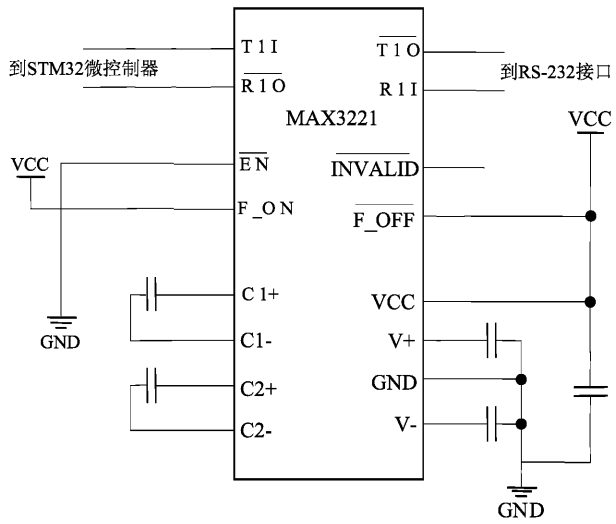 T1I
T1O
到STM32微控制器
到RS-232接口
R1O
R1I
MAX3221
VCC
VCC
EN
INVALID
F_ON
F_OFF
C1+
VCC
C1-
V+
GND
GND
C2+
C2-
V-
GND